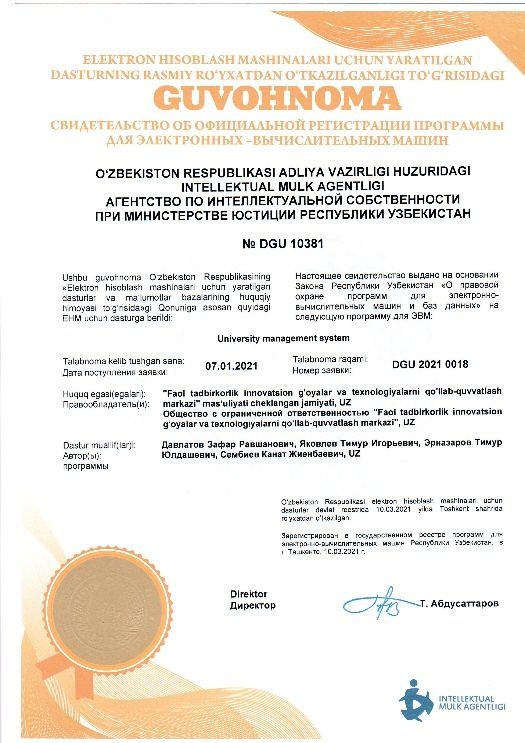 ELEKTRON HISOBLASH MASHINALARI UCHUN YARATILGAN
DASTURNING RASMIY RO'YXATDAN O'TKAZILGANLIGI TO'G'RISIDAGI
GUVOHNOMA
СВИДЕТЕЛЬСТВО ОБ ОФИЦИАЛЬНОЙ РЕГИСТРАЦИИ ПРОГРАММЫ
ДЛЯ ЭЛЕКТРОННЫХ –ВЫЧИСЛИТЕЛЬНЫХ МАШИН
O'ZBEKISTON RESPUBLIKASI ADLIYA VAZIRLIGI HUZURIDAGI
INTELLEKTUAL MULK AGENTLIGI
АГЕНТСТВО ПО ИНТЕЛЛЕКТУАЛЬНОЙ СОБСТВЕННОСТИ
ПРИ МИНИСТЕРСТВЕ ЮСТИЦИИ РЕСПУБЛИКИ УЗБЕКИСТАН
№ DGU 10381
Ushbu guvohnoma O'zbekiston Respublikasining
«Elektron hisoblash mashinalari uchun yaratilgan
dasturlar va ma'lumotlar bazalarining huquqiy
himoyasi to'g'risida»gi Qonuniga asosan quyidagi
EHM uchun dasturga berildi:
Настоящее свидетельство выдано на основании
Закона Республики Узбекистан «О правовой
охране программ для электронно-
вычислительных машин и баз данных» на
следующую программу для ЭВМ:
University management system
Talabnoma kelib tushgan sana:
Дата поступления заявки:
07.01.2021
Talabnoma raqami:
Номер заявки:
DGU 2021 0018
Huquq egasi(egalari):
Правообладатель(и):
"Faol tadbirkorlik innovatsion g'oyalar va texnologiyalarni qo'llab-quvvatlash
markazi" mas'uliyati cheklangan jamiyati, UZ
Общество с ограниченной ответственностью "Faol tadbirkorlik innovatsion
g'oyalar va texnologiyalarni qo'llab-quvvatlash markazi", UZ
Dastur muallif(lar)i:
Автор(ы):
программы
Давлатов Зафар Равшанович, Яковлев Тимур Игорьевич, Эрназаров Тимур
Юлдашевич, Сембиев Канат Жиенбаевич, UZ
O'zbekiston Respublikasi elektron hisoblash mashinalari uchun
dasturlar davlat reestrida 10.03.2021 yilda Toshkent shahrida
ro'yxatdan o'tkazilgan.
Зарегистрирован в государственном реестре программ для
электронно-вычислительных машин Республики Узбекистан, в
г. Ташкенте, 10.03.2021 г.
Direktor
Директор
Т. Абдусаттаров
INTELLEKTUAL
MULK AGENTLIGI